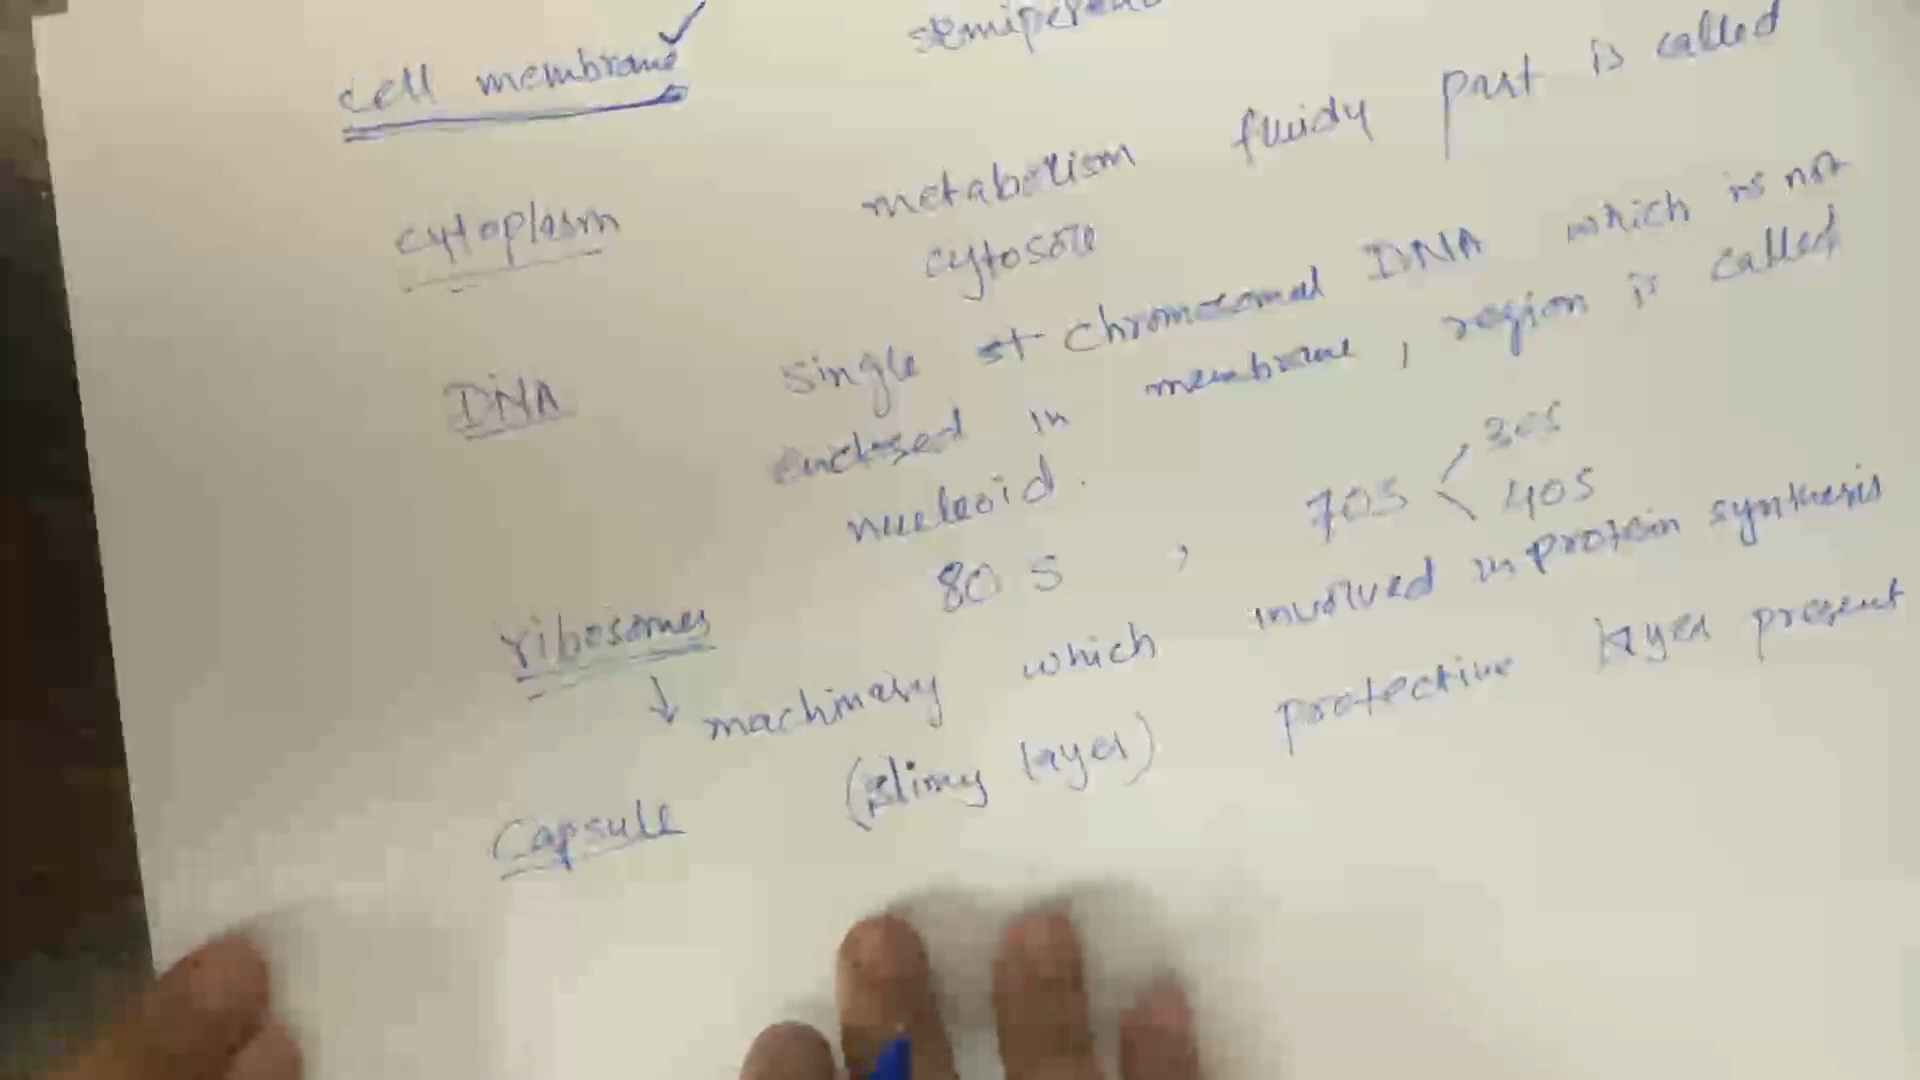 cell membrane
cytoplasm metabolism fluidy part is called
cytosole
DNA single st chromosomal DNA which is not
enclosed in membrane, region is called
nucleoid.
ribosomes 80 S , 70S 30S
40S
machinary which involved in protein synthesis
Capsule (slimy layer) protective layer present